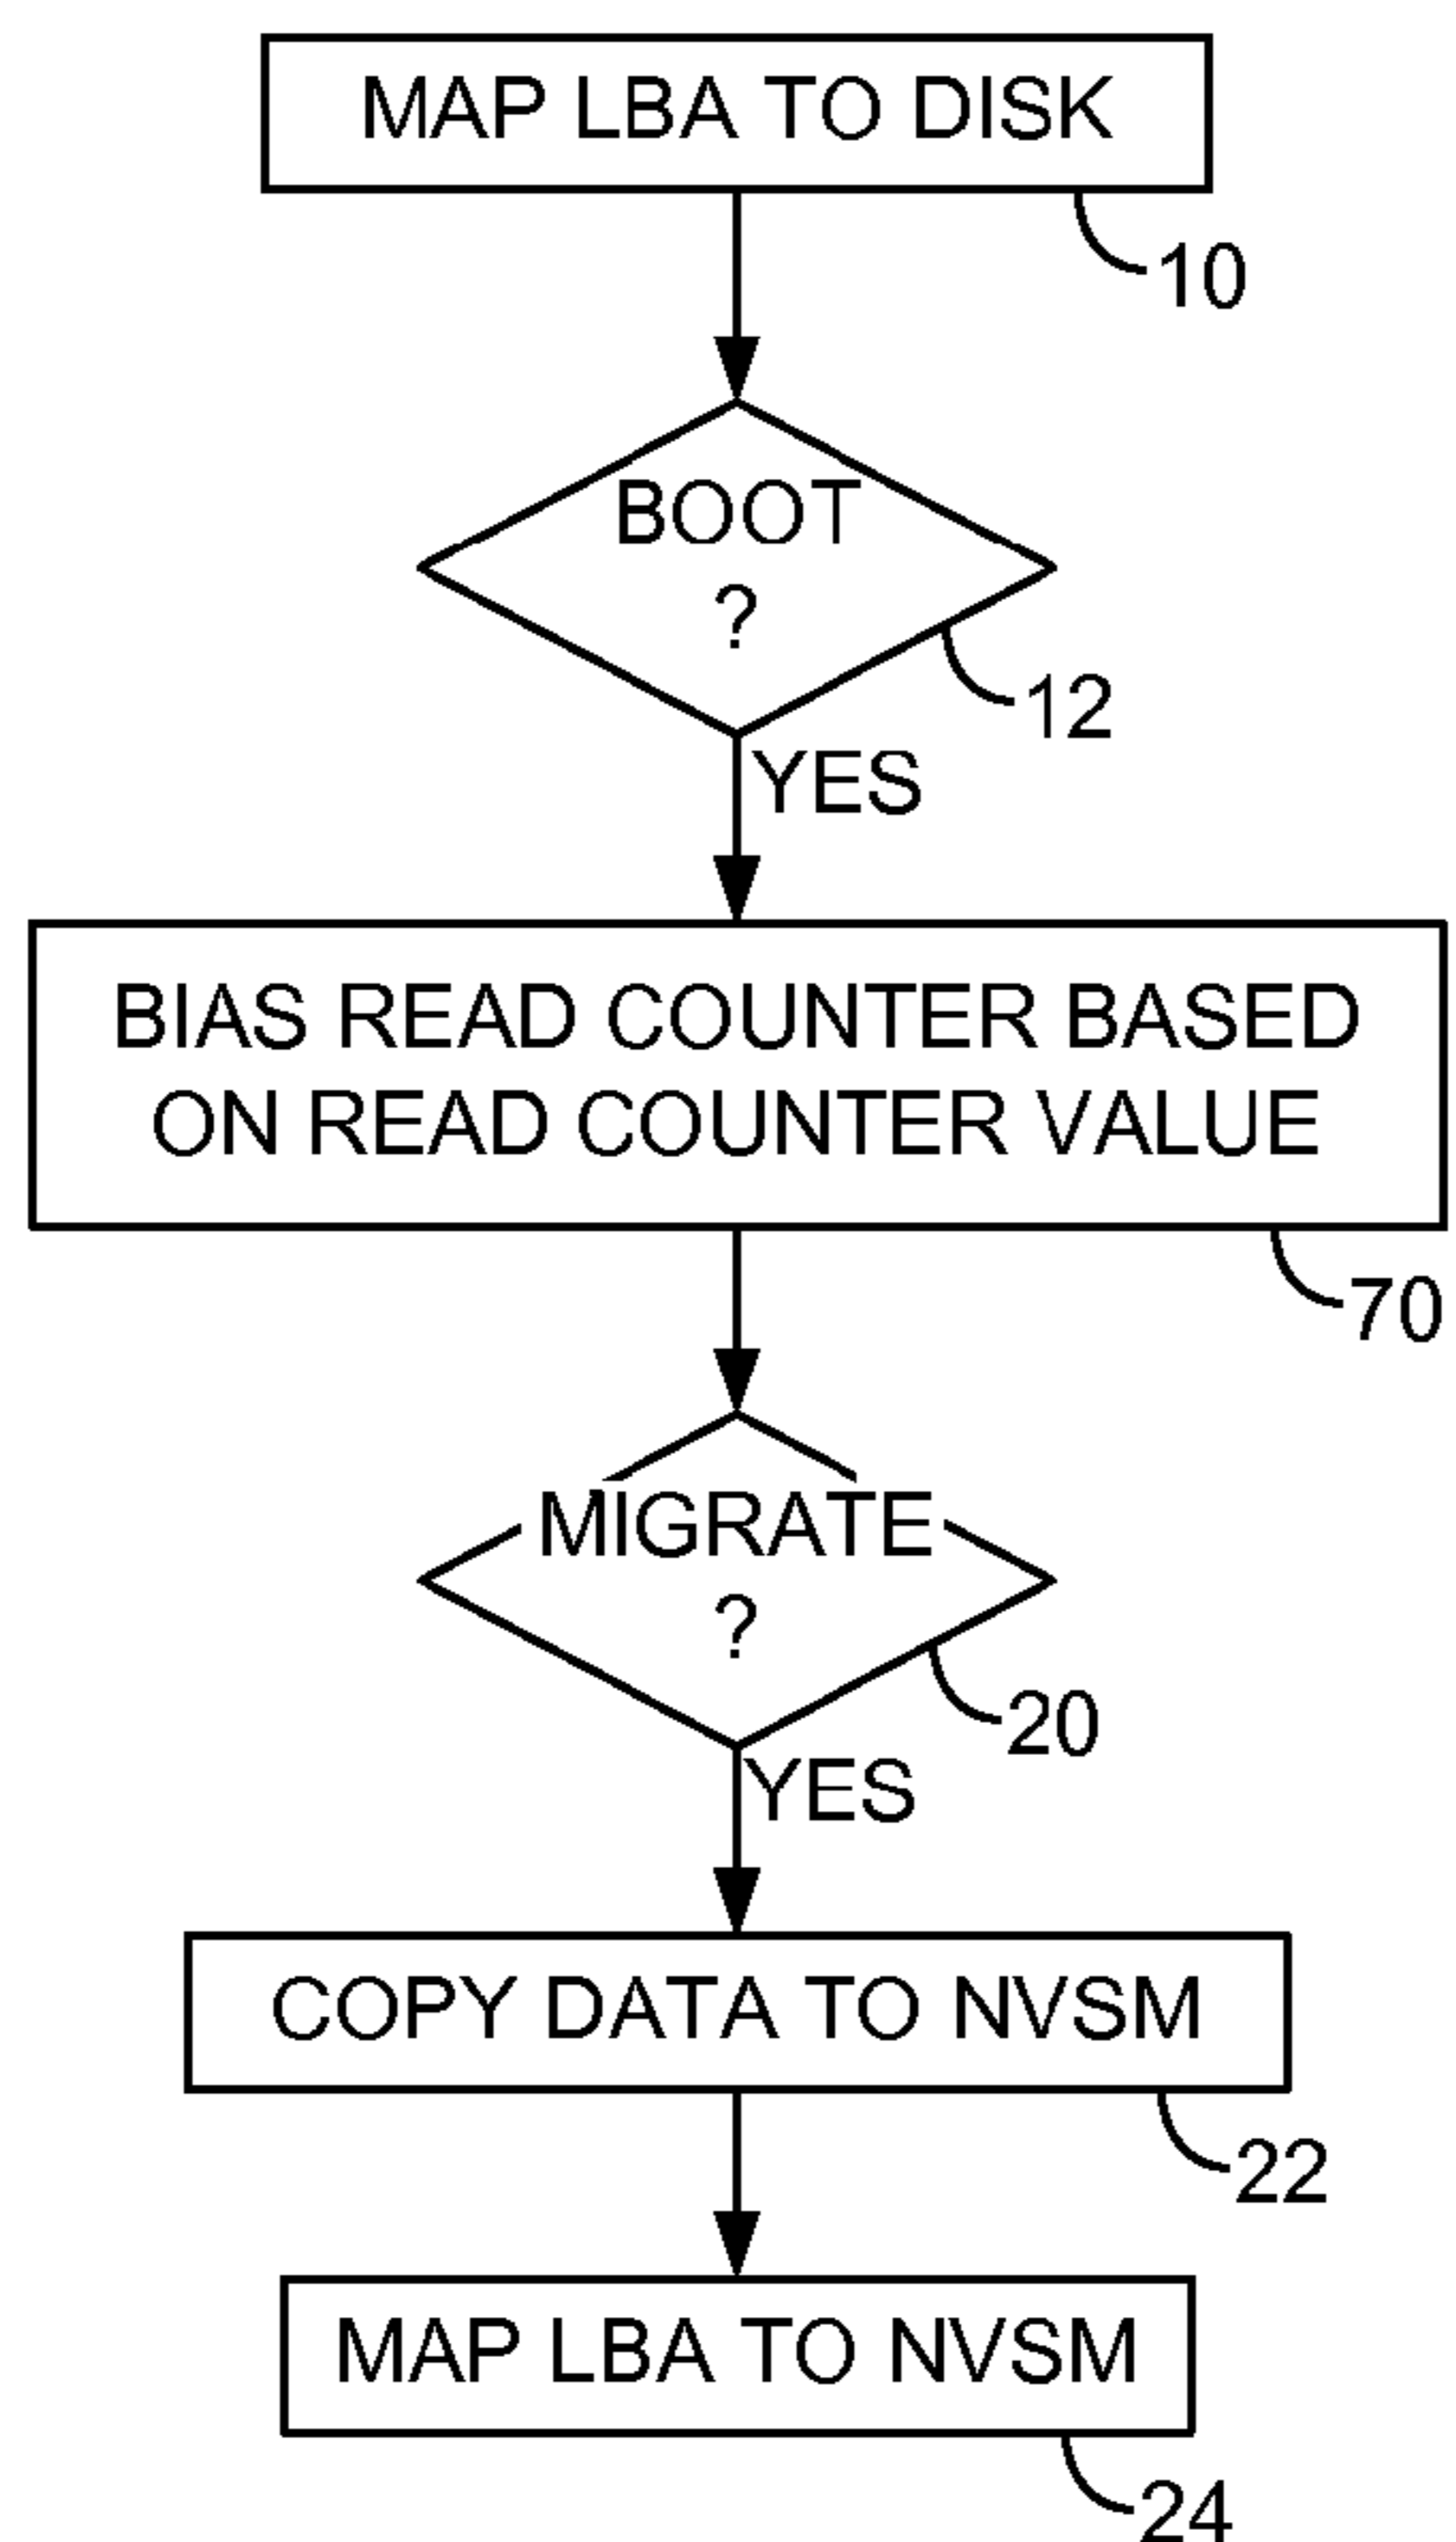 MAP LBA TO DISK
10
BOOT
?
12
YES
BIAS READ COUNTER BASED
ON READ COUNTER VALUE
70
MIGRATE
?
20
YES
COPY DATA TO NVSM
22
MAP LBA TO NVSM
24